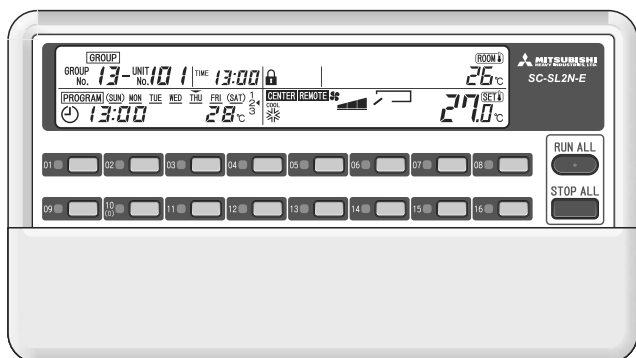 GROUP
GROUP No. 13- UNIT No. 101 TIME 13:00
ROOM
26℃
PROGRAM (SUN) MON TUE WED THU FRI (SAT)
1
2
3
13:00 28℃
CENTER REMOTE
COOL
SET
27.0℃
MITSUBISHI
HEAVY INDUSTRIES, LTD.
SC-SL2N-E
01 02 03 04 05 06 07 08
RUN ALL
STOP ALL
09 10 (0) 11 12 13 14 15 16